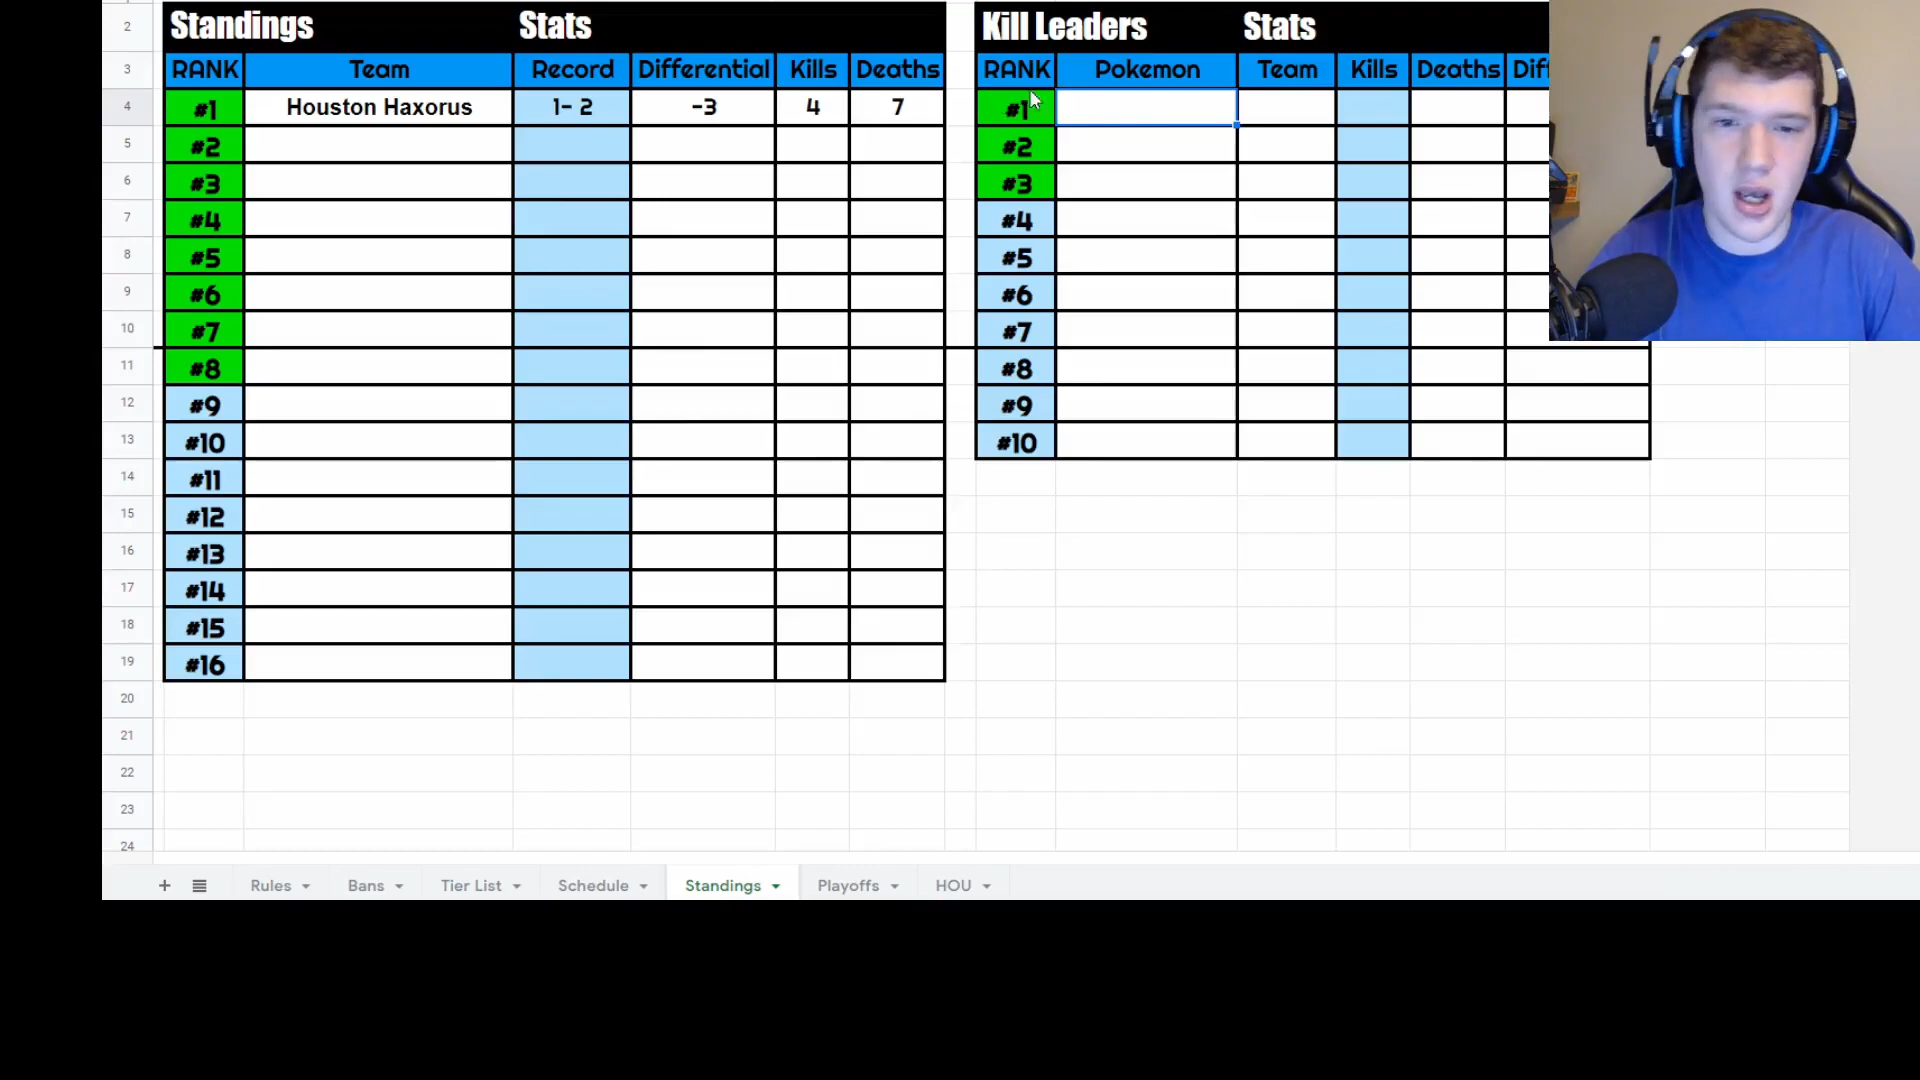 2 Standings Stats Kill Leaders Stats
3 RANK Team Record Differential Kills Deaths RANK Pokemon Team Kills Deaths
4 #1 Houston Haxorus 1- 2 -3 4 7 #1
5 #2 #2
6 #3 #3
7 #4 #4
8 #5 #5
9 #6 #6
10 #7 #7
11 #8 #8
12 #9 #9
13 #10 #10
14 #11
15 #12
16 #13
17 #14
18 #15
19 #16
20
21
22
23
24
+ Rules Bans Tier List Schedule Standings Playoffs HOU